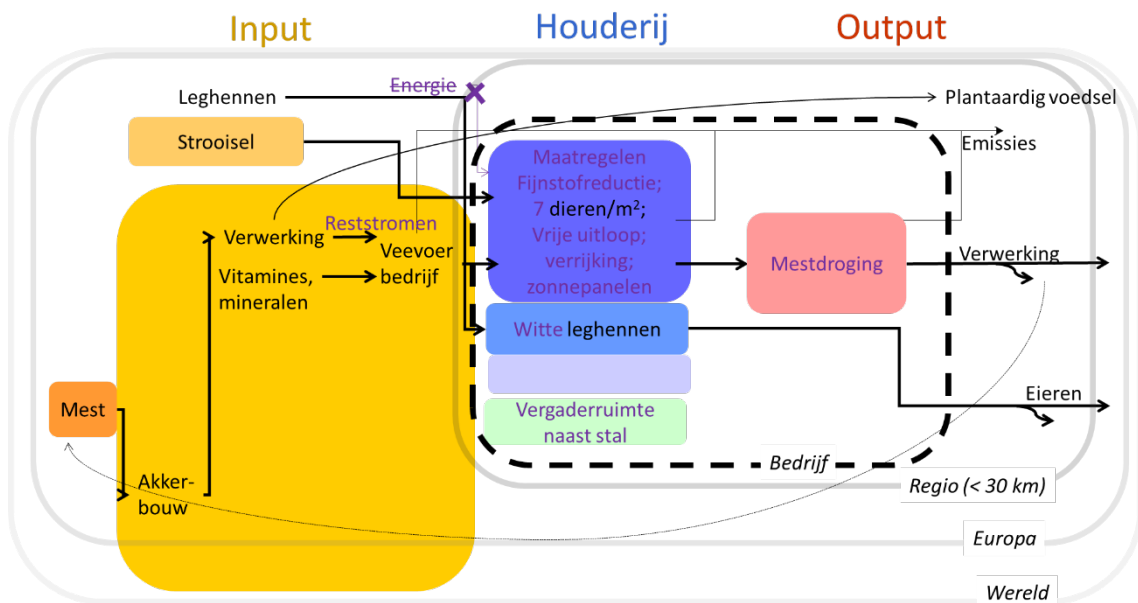 Input
Houderij
Output
Energie
Leghennen
Plantaardig voedsel
Strooisel
Emissies
Maatregelen
Fijnstofreductie;
7 dieren/m²;
Vrije uitloop;
verrijking;
zonnepanelen
Reststromen
Verwerking
Veevoer
bedrijf
Vitamines,
mineralen
Mestdroging
Verwerking
Witte leghennen
Mest
Eieren
Vergaderruimte
naast stal
Akker-
bouw
Bedrijf
Regio (< 30 km)
Europa
Wereld